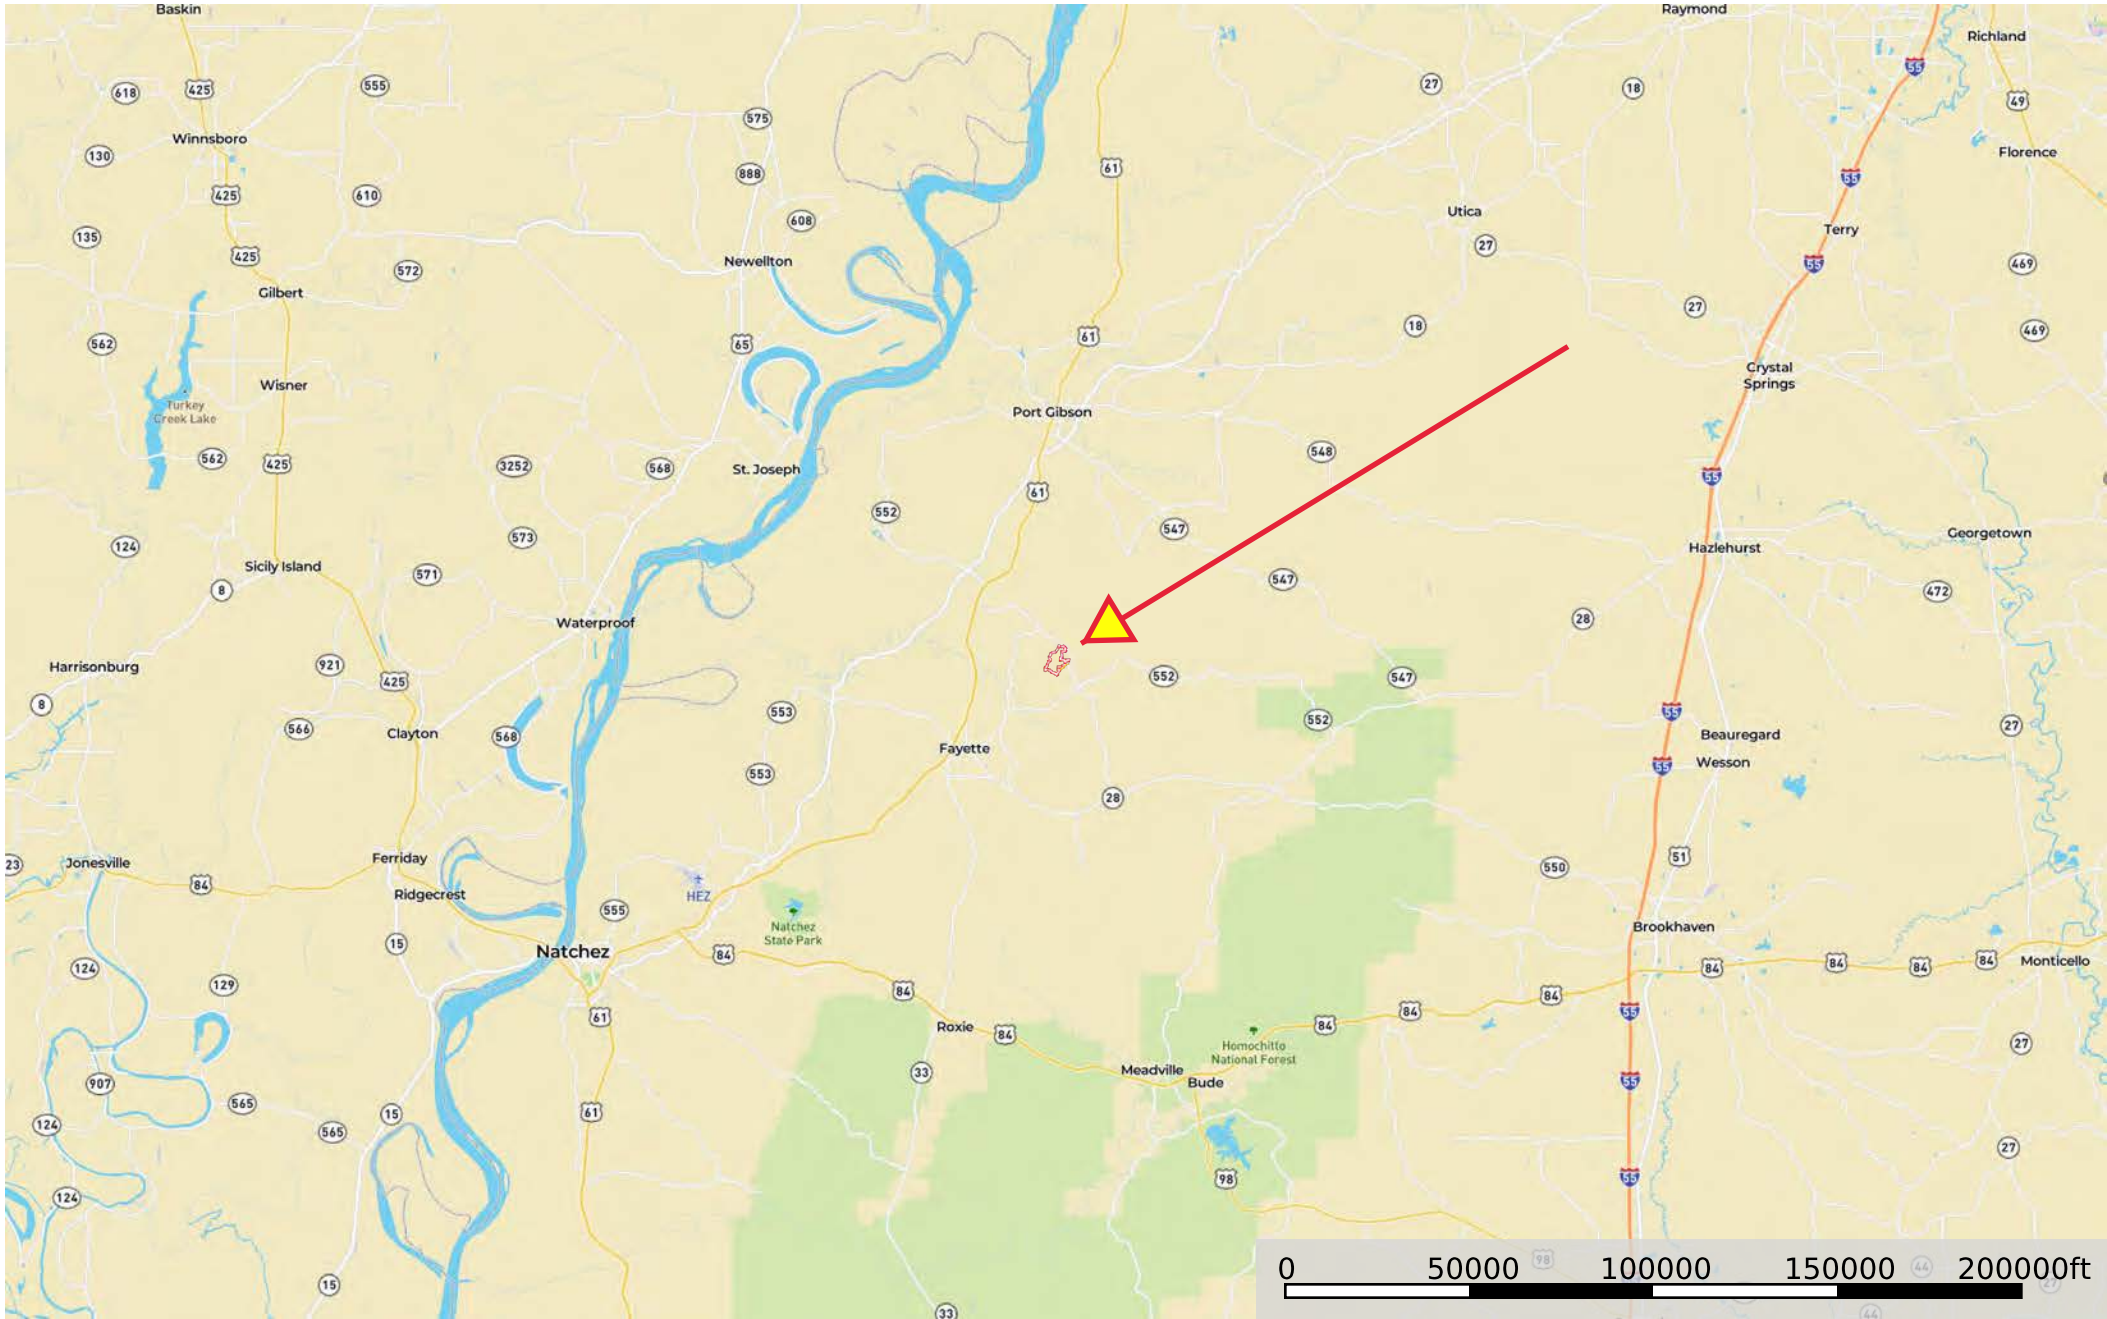 Baskin
Raymond
Richland
55
618
425
555
27
18
49
575
Winnsboro
130
Florence
888
61
55
425
610
608
Utica
135
Terry
27
425
Newellton
469
55
572
Gilbert
27
18
469
562
65
61
Crystal
Springs
Wisner
Turkey
Creek Lake
Port Gibson
548
562
425
3252
568
St. Joseph
55
61
552
547
573
124
Georgetown
Hazlehurst
Sicily Island
571
547
8
472
Waterproof
28
Harrisonburg
921
425
552
547
8
553
55
552
566
Clayton
568
27
Beauregard
Fayette
Wesson
55
553
28
Ferriday
51
23
Jonesville
550
84
Ridgecrest
HEZ
555
Natchez
State Park
Brookhaven
15
Natchez
84
84
84
84
84
Monticello
124
129
84
84
61
84
55
Roxie
84
84
27
Homochitto
National Forest
33
Meadville
Bude
55
907
565
15
61
124
565
27
55
98
124
98
44
0 50000 100000 150000 200000ft
15
27
33
44